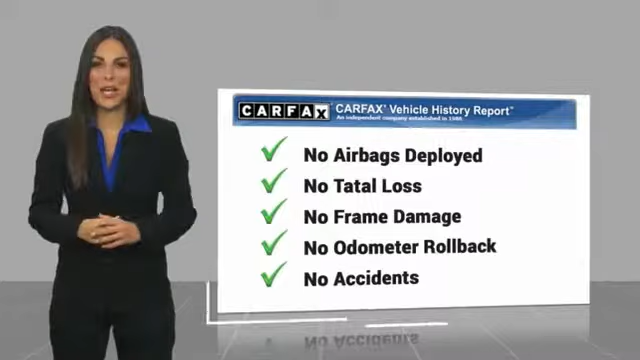 CARFAX CARFAX Vehicle History Report™
An independent company established in 1986
No Airbags Deployed
No Tatal Loss
No Frame Damage
No Odometer Rollback
No Accidents